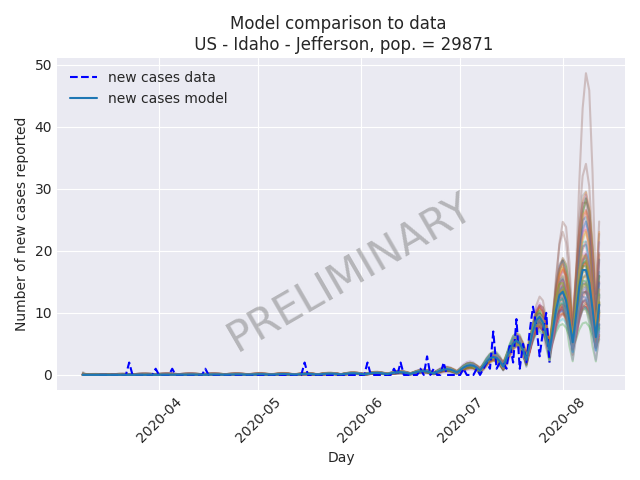 Model comparison to data
US - Idaho - Jefferson, pop. = 29871
new cases data
new cases model
PRELIMINARY
Number of new cases reported
50
40
30
20
10
0
2020-04
2020-05
2020-06
2020-07
2020-08
Day